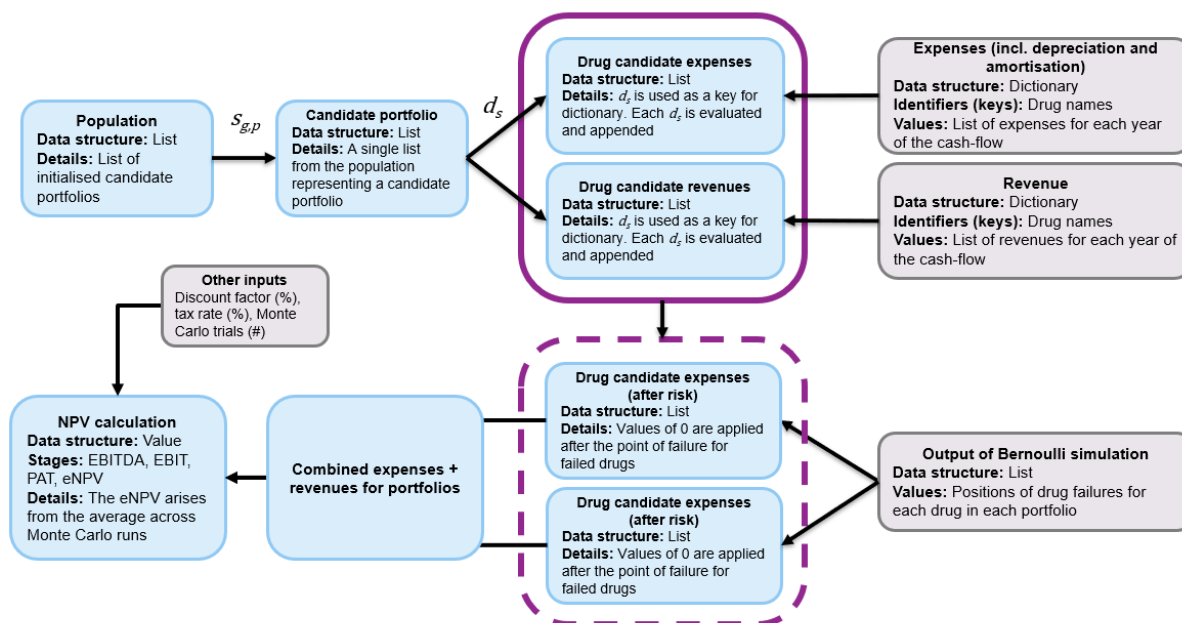 Population
Data structure: List
Details: List of
initialised candidate
portfolios
s_{g,p}
Candidate portfolio
Data structure: List
Details: A single list
from the population
representing a candidate
portfolio
d_s
Drug candidate expenses
Data structure: List
Details: d_s is used as a key for
dictionary. Each d_s is evaluated
and appended
Drug candidate revenues
Data structure: List
Details: d_s is used as a key for
dictionary. Each d_s is evaluated
and appended
Expenses (incl. depreciation and
amortisation)
Data structure: Dictionary
Identifiers (keys): Drug names
Values: List of expenses for each year
of the cash-flow
Revenue
Data structure: Dictionary
Identifiers (keys): Drug names
Values: List of revenues for each year of
the cash-flow
Other inputs
Discount factor (%),
tax rate (%), Monte
Carlo trials (#)
NPV calculation
Data structure: Value
Stages: EBITDA, EBIT,
PAT, eNPV
Details: The eNPV arises
from the average across
Monte Carlo runs
Combined expenses +
revenues for portfolios
Drug candidate expenses
(after risk)
Data structure: List
Details: Values of 0 are applied
after the point of failure for
failed drugs
Drug candidate expenses
(after risk)
Data structure: List
Details: Values of 0 are applied
after the point of failure for
failed drugs
Output of Bernoulli simulation
Data structure: List
Values: Positions of drug failures for
each drug in each portfolio